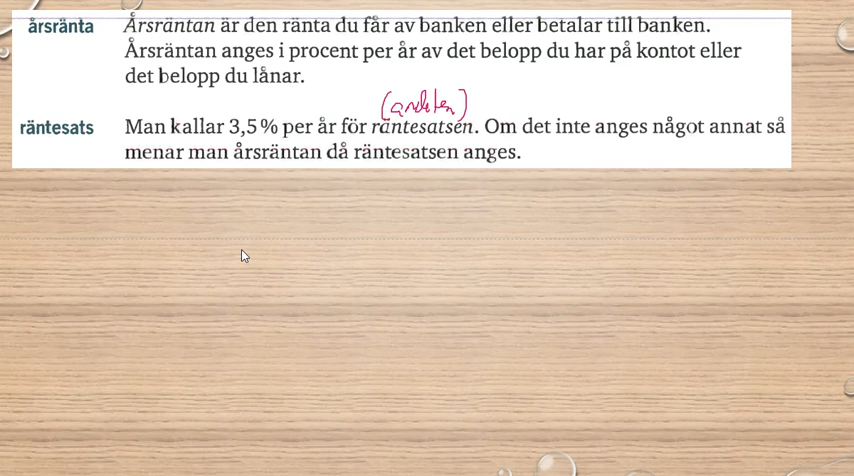 årsränta Årsräntan är den ränta du får av banken eller betalar till banken.
Årsräntan anges i procent per år av det belopp du har på kontot eller
det belopp du lånar.
(andelen)
räntesats Man kallar 3,5 % per år för räntesatsen. Om det inte anges något annat så
menar man årsräntan då räntesatsen anges.